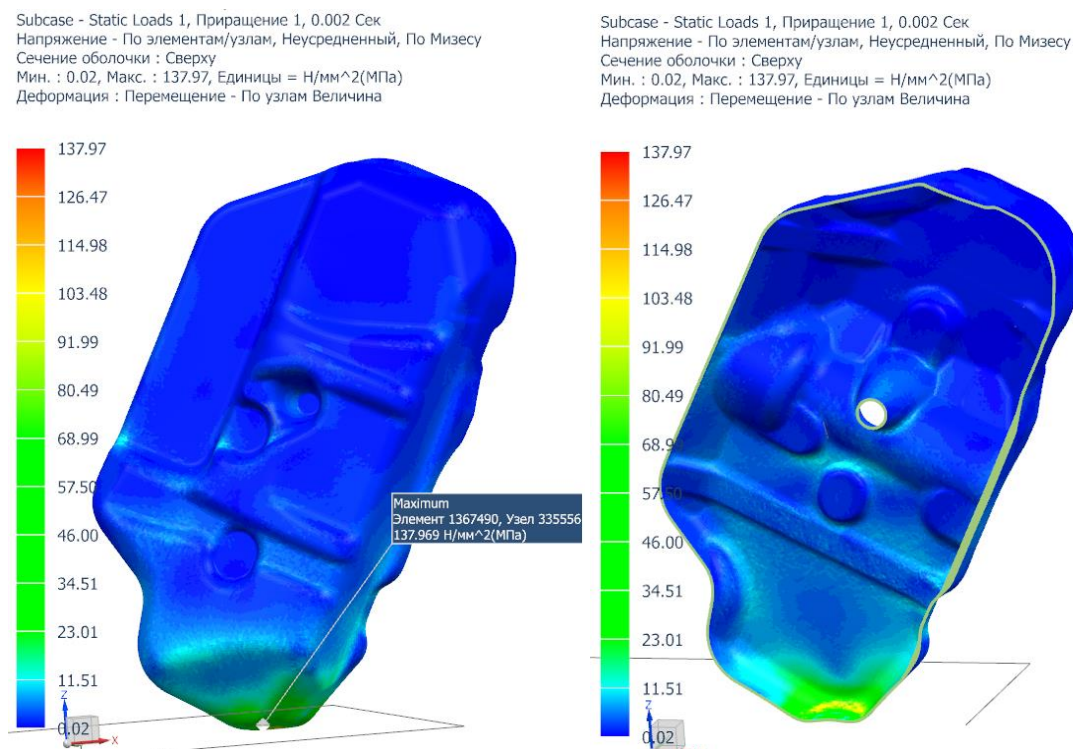 Subcase - Static Loads 1, Приращение 1, 0.002 Сек
Напряжение - По элементам/узлам, Неусредненный, По Мизесу
Сечение оболочки : Сверху
Мин. : 0.02, Макс. : 137.97, Единицы = Н/мм^2(МПа)
Деформация : Перемещение - По узлам Величина
137.97
126.47
114.98
103.48
91.99
80.49
68.99
57.50
46.00
34.51
23.01
11.51
0.02
Maximum
Элемент 1367490, Узел 335556
137.969 Н/мм^2(МПа)
Z
X
Subcase - Static Loads 1, Приращение 1, 0.002 Сек
Напряжение - По элементам/узлам, Неусредненный, По Мизесу
Сечение оболочки : Сверху
Мин. : 0.02, Макс. : 137.97, Единицы = Н/мм^2(МПа)
Деформация : Перемещение - По узлам Величина
137.97
126.47
114.98
103.48
91.99
80.49
68.9
57.50
46.00
34.51
23.01
11.51
0.02
Z